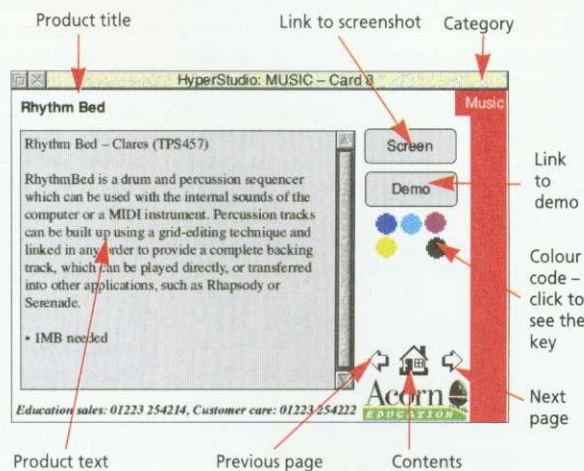 Product title
Link to screenshot
Category
HyperStudio: MUSIC – Card 8
Rhythm Bed
Music
Rhythm Bed – Clares (TPS457)
RhythmBed is a drum and percussion sequencer
which can be used with the internal sounds of the
computer or a MIDI instrument. Percussion tracks
can be built up using a grid-editing technique and
linked in any order to provide a complete backing
track, which can be played directly, or transferred
into other applications, such as Rhapsody or
Serenade.
• 1MB needed
Screen
Demo
Link
to
demo
Colour
code –
click to
see the
key
Acorn
EDUCATION
Next
page
Education sales: 01223 254214, Customer care: 01223 254222
Product text
Previous page
Contents